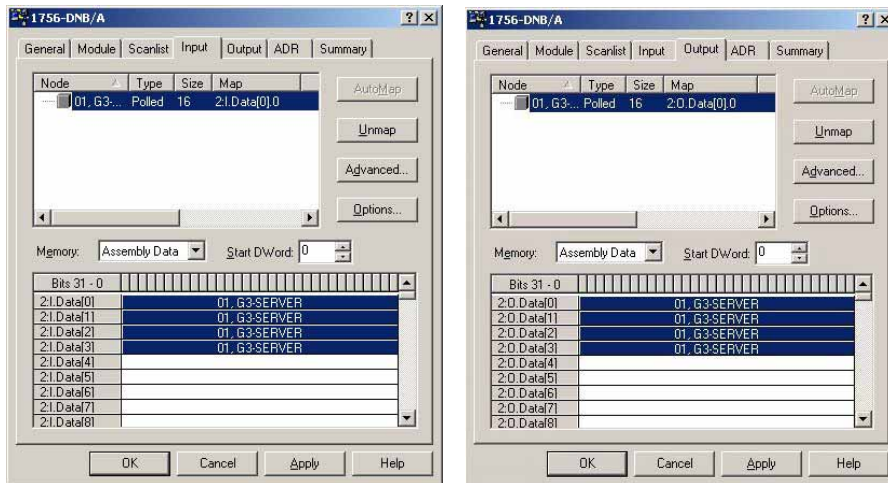 1756-DNB/A
General Module Scanlist Input Output ADR Summary
Node Type Size Map
01, G3-... Polled 16 2:I.Data[0].0
AutoMap
Unmap
Advanced...
Options...
Memory: Assembly Data Start DWord: 0
Bits 31 - 0
2:I.Data[0] 01, G3-SERVER
2:I.Data[1] 01, G3-SERVER
2:I.Data[2] 01, G3-SERVER
2:I.Data[3] 01, G3-SERVER
2:I.Data[4]
2:I.Data[5]
2:I.Data[6]
2:I.Data[7]
2:I.Data[8]
OK Cancel Apply Help
1756-DNB/A
General Module Scanlist Input Output ADR Summary
Node Type Size Map
01, G3-... Polled 16 2:O.Data[0].0
AutoMap
Unmap
Advanced...
Options...
Memory: Assembly Data Start DWord: 0
Bits 31 - 0
2:O.Data[0] 01, G3-SERVER
2:O.Data[1] 01, G3-SERVER
2:O.Data[2] 01, G3-SERVER
2:O.Data[3] 01, G3-SERVER
2:O.Data[4]
2:O.Data[5]
2:O.Data[6]
2:O.Data[7]
2:O.Data[8]
OK Cancel Apply Help